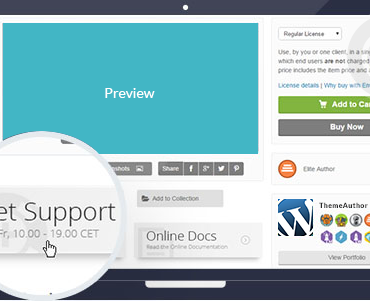 Preview
Regular License
Use, by you or one client, in a
which end users are not charged
price includes the item price and a
License details | Why buy with En
Add to Ca
Buy Now
Share
Elite Author
Add to Collection
et Support
Fr, 10.00 - 19.00 CET
Online Docs
Read the Online Documentation
ThemeAuthor
View Portfolio